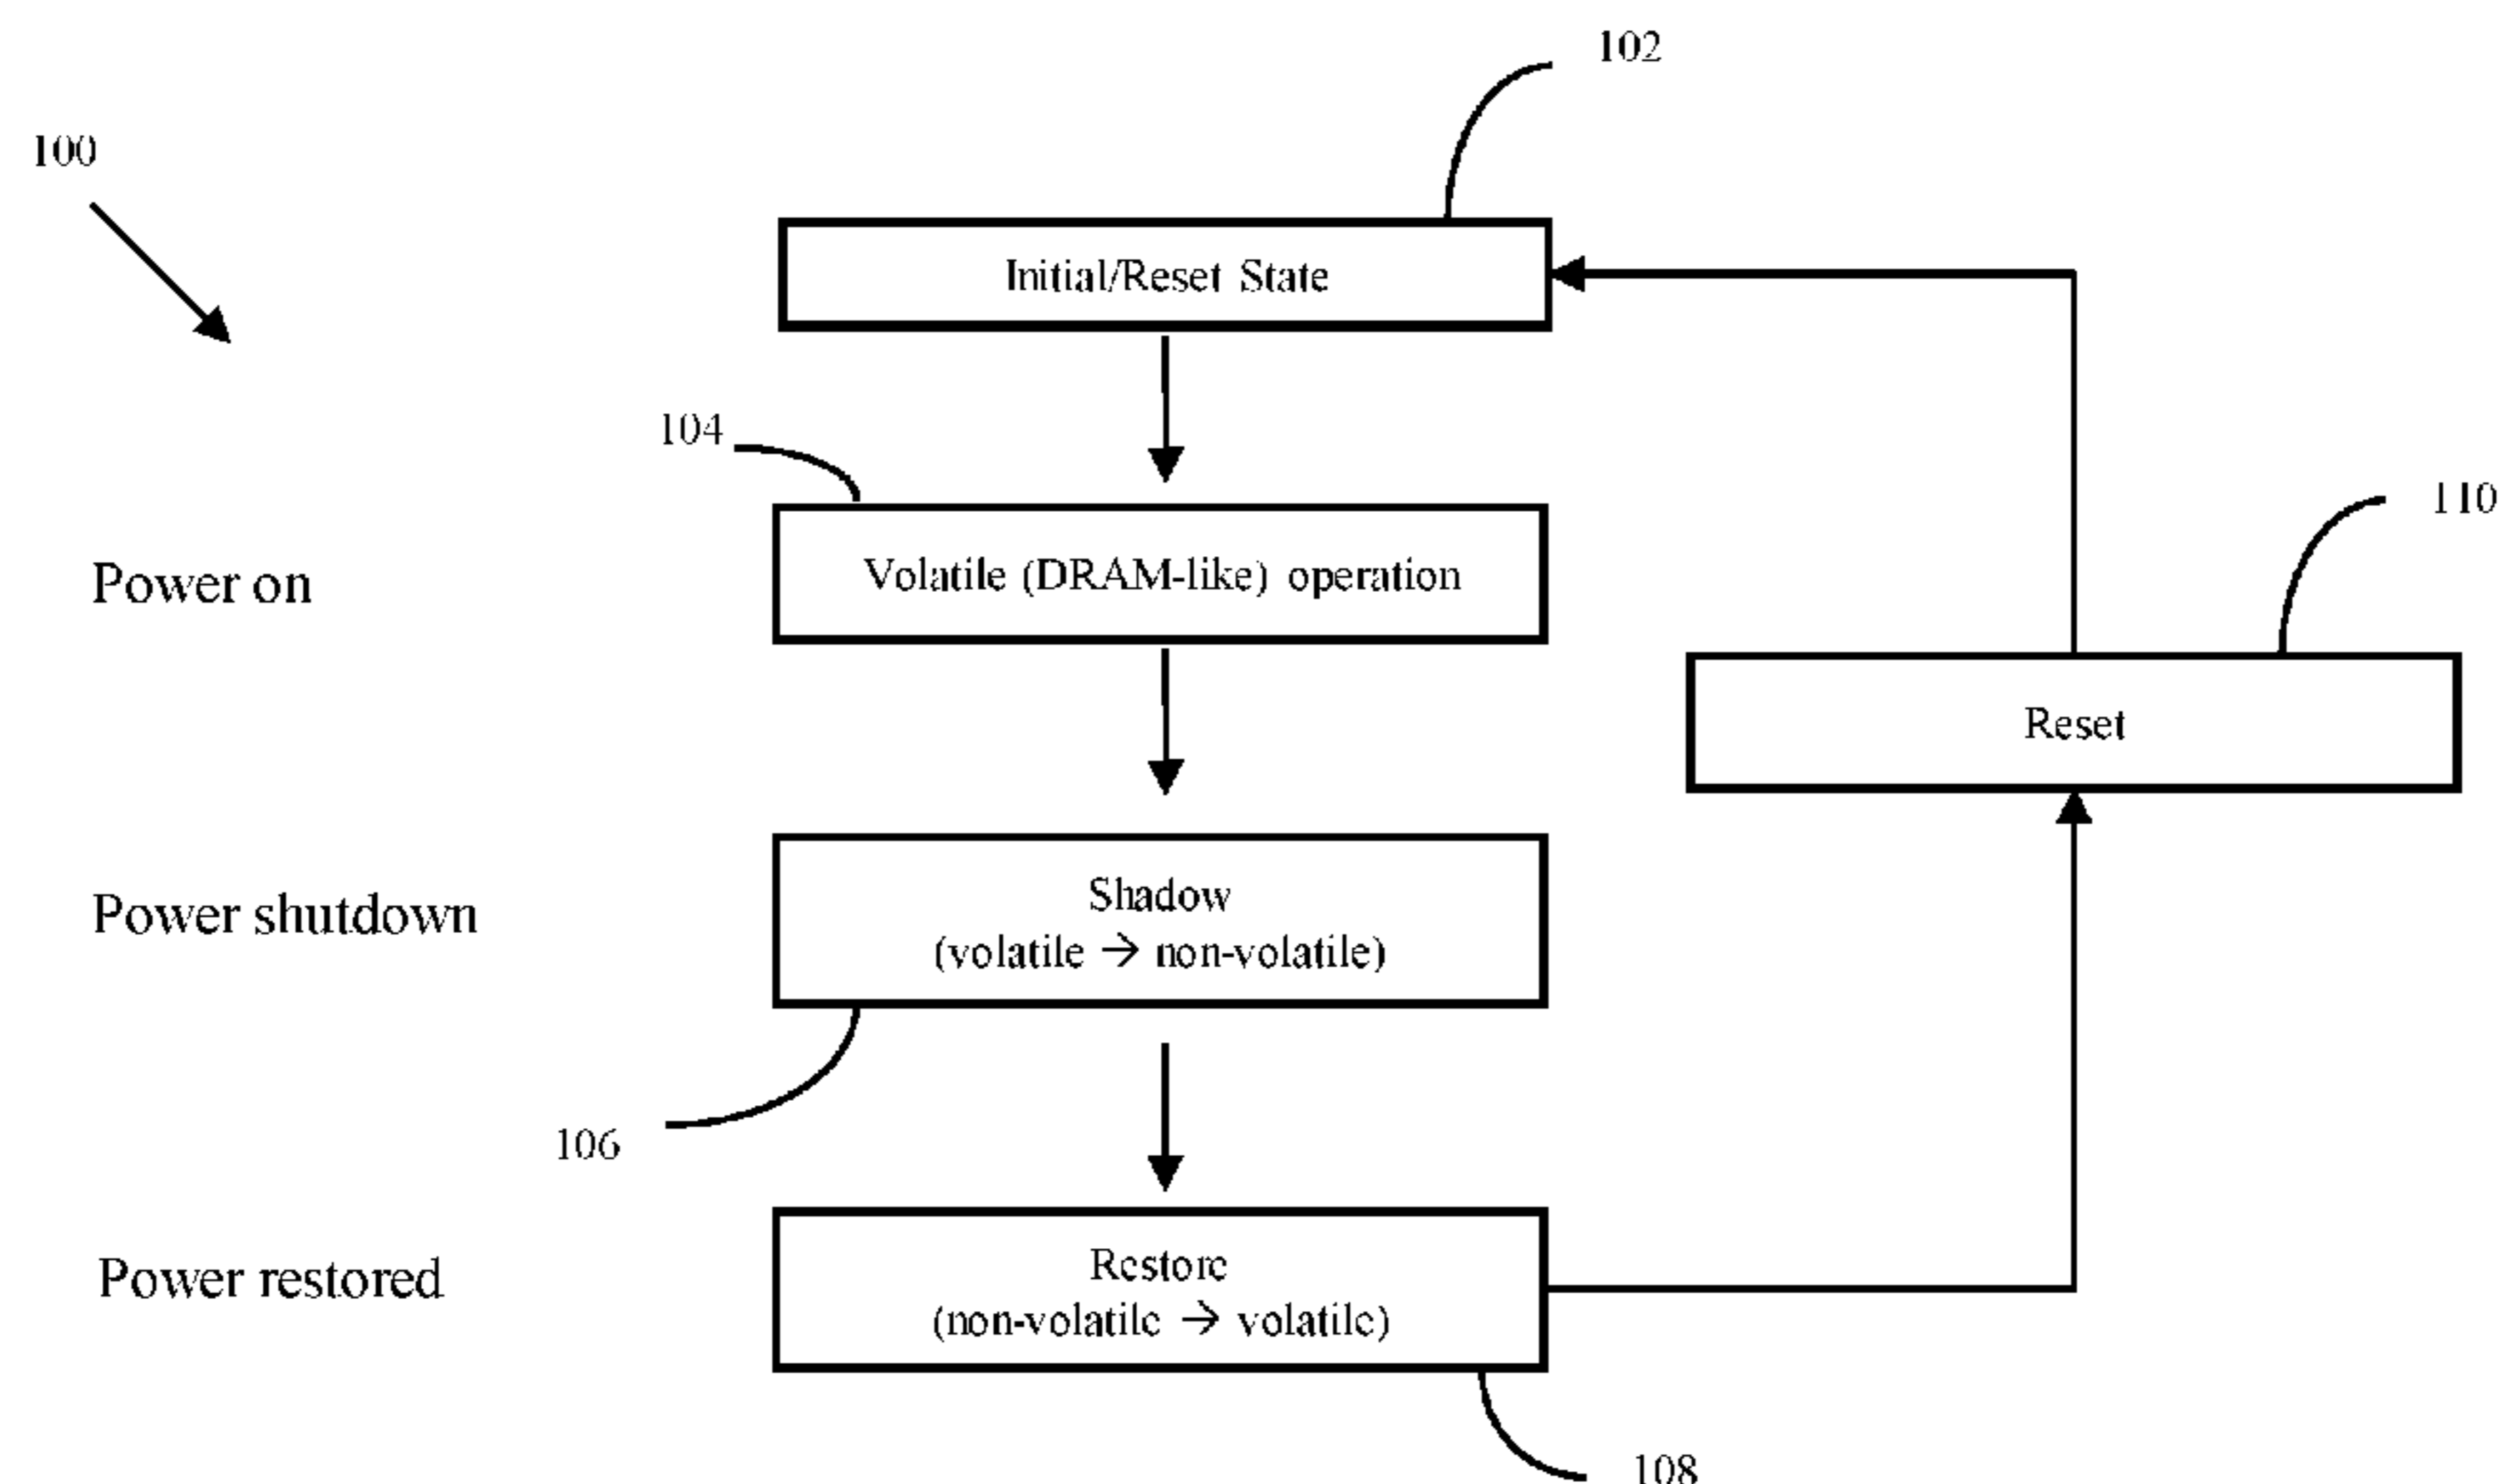 102
100
Initial/Reset State
104
110
Power on
Volatile (DRAM-like) operation
Reset
Power shutdown
Shadow
(volatile → non-volatile)
106
Power restored
Restore
(non-volatile → volatile)
108